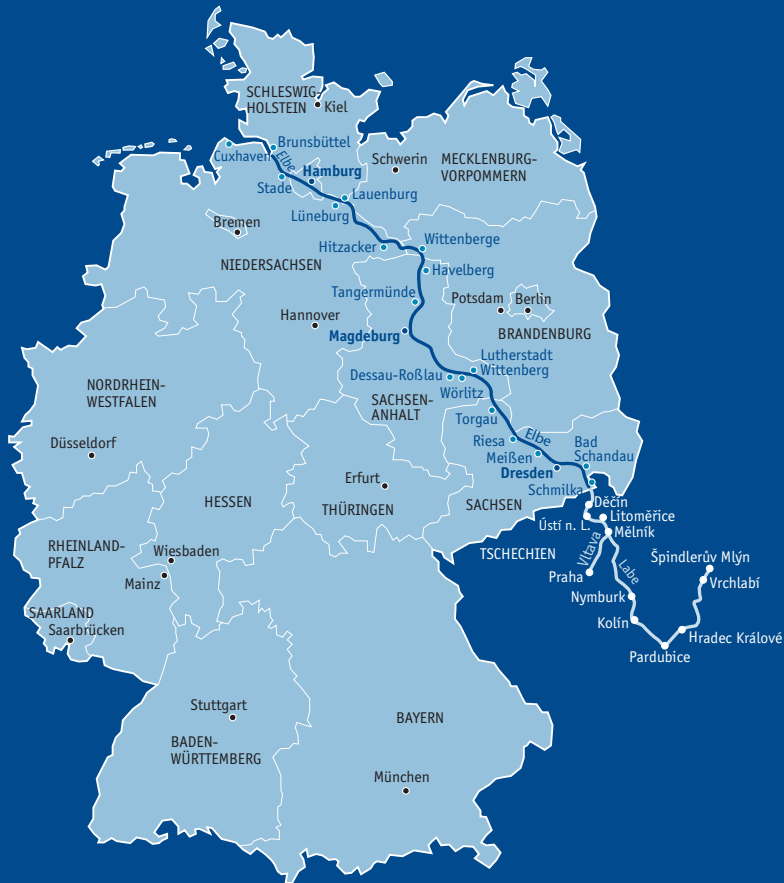 SCHLESWIG-
HOLSTEIN
Kiel
Brunsbüttel
Cuxhaven
Elbe
Hamburg
Schwerin
MECKLENBURG-
VORPOMMERN
Stade
Lauenburg
Lüneburg
Bremen
Hitzacker
Wittenberge
NIEDERSACHSEN
Havelberg
Tangermünde
Potsdam
Berlin
Hannover
Magdeburg
BRANDENBURG
Lutherstadt
Wittenberg
Dessau-Roßlau
Wörlitz
NORDRHEIN-
WESTFALEN
SACHSEN-
ANHALT
Torgau
Düsseldorf
Riesa
Elbe
Bad
Schandau
Meißen
Dresden
Erfurt
Schmilka
HESSEN
THÜRINGEN
SACHSEN
Děčín
Litoměřice
Ústí n. L.
Mělník
RHEINLAND-
PFALZ
Wiesbaden
TSCHECHIEN
Vltava
Labe
Špindlerův Mlýn
Mainz
Praha
Vrchlabí
Nymburk
SAARLAND
Saarbrücken
Kolín
Hradec Králové
Pardubice
Stuttgart
BAYERN
BADEN-
WÜRTTEMBERG
München